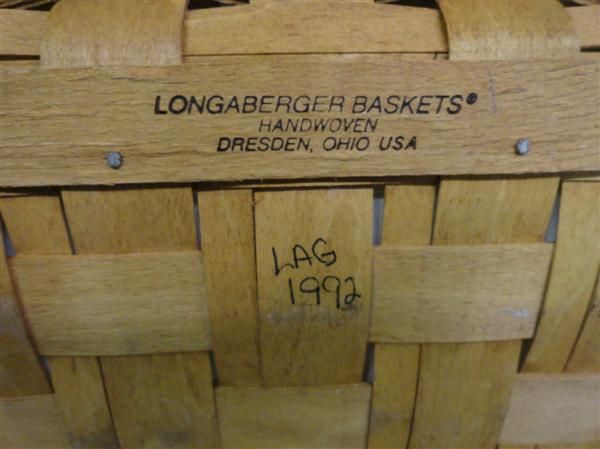 LONGABERGER BASKETS®
HANDWOVEN
DRESDEN, OHIO USA
LAG
1992